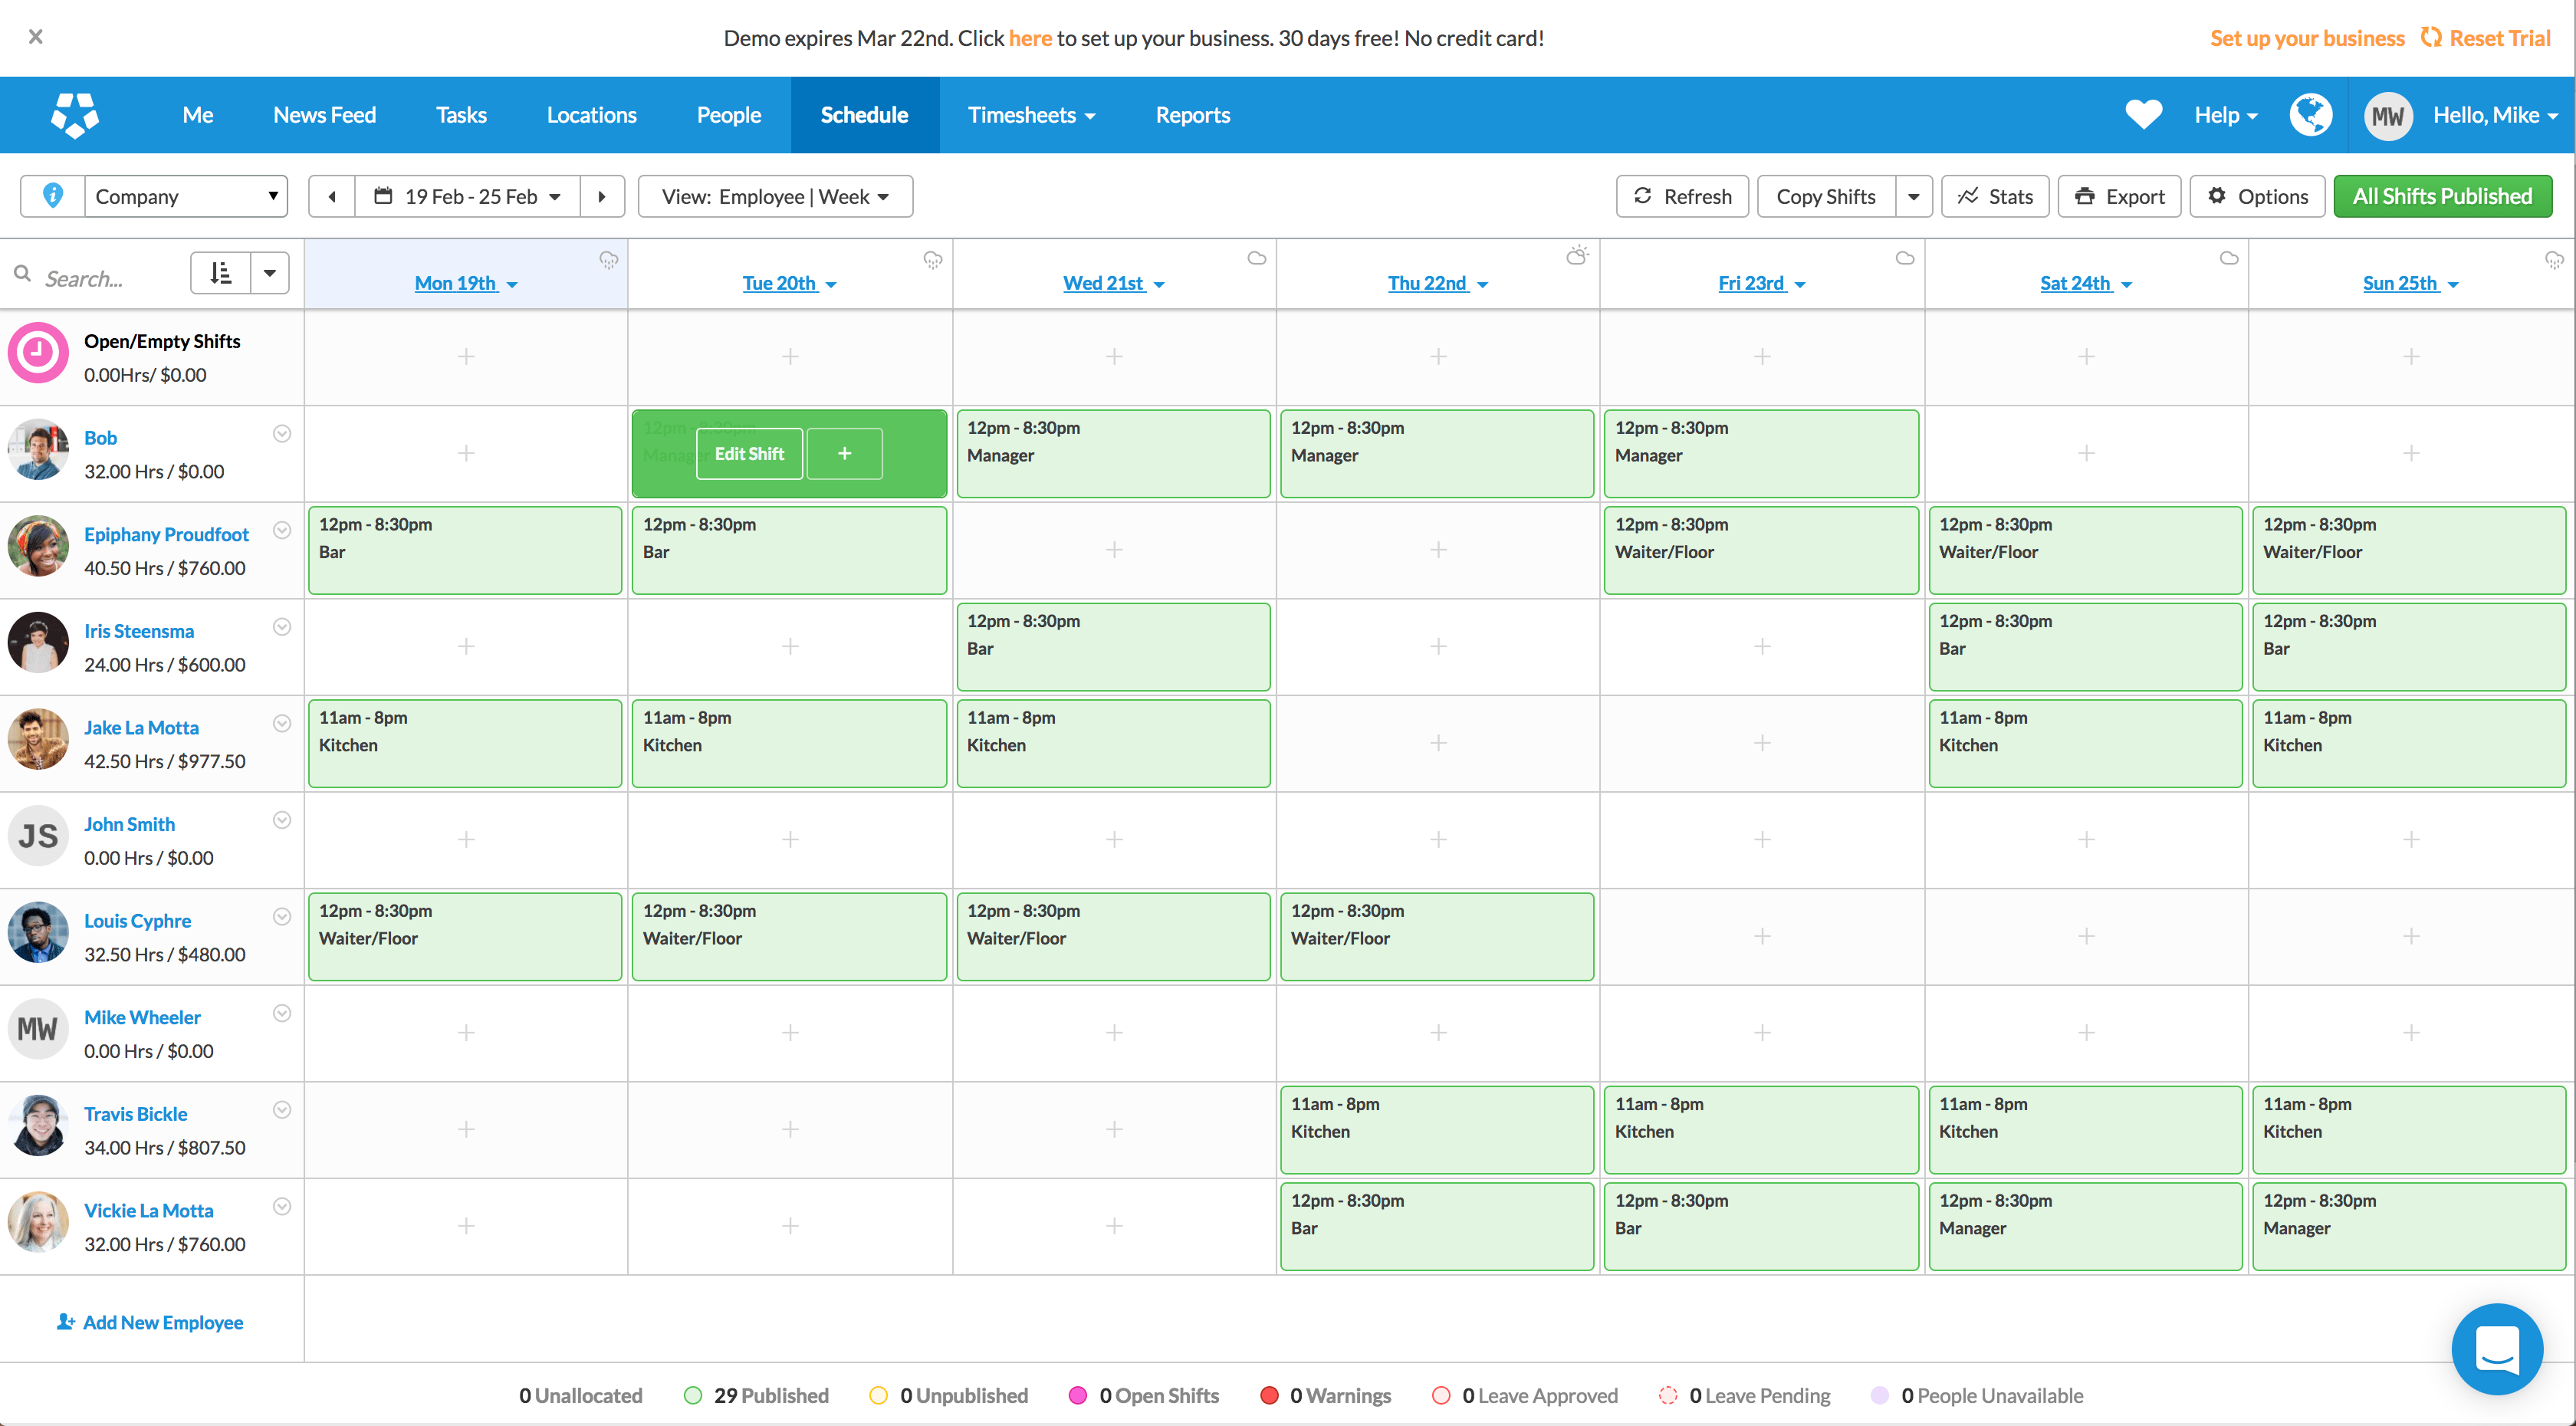 Demo expires Mar 22nd. Click here to set up your business. 30 days free! No credit card!
Set up your business Reset Trial
Me News Feed Tasks Locations People Schedule Timesheets Reports
Help MW Hello, Mike
Company 19 Feb - 25 Feb View: Employee | Week Refresh Copy Shifts Stats Export Options All Shifts Published
Search... Mon 19th Tue 20th Wed 21st Thu 22nd Fri 23rd Sat 24th Sun 25th
Open/Empty Shifts
0.00Hrs/ $0.00
Bob
32.00 Hrs / $0.00
12pm - 8:30pm
Manager
Edit Shift +
12pm - 8:30pm
Manager
12pm - 8:30pm
Manager
12pm - 8:30pm
Manager
Epiphany Proudfoot
40.50 Hrs / $760.00
12pm - 8:30pm
Bar
12pm - 8:30pm
Bar
12pm - 8:30pm
Waiter/Floor
12pm - 8:30pm
Waiter/Floor
12pm - 8:30pm
Waiter/Floor
Iris Steensma
24.00 Hrs / $600.00
12pm - 8:30pm
Bar
12pm - 8:30pm
Bar
12pm - 8:30pm
Bar
Jake La Motta
42.50 Hrs / $977.50
11am - 8pm
Kitchen
11am - 8pm
Kitchen
11am - 8pm
Kitchen
11am - 8pm
Kitchen
11am - 8pm
Kitchen
JS
John Smith
0.00 Hrs / $0.00
Louis Cyphre
32.50 Hrs / $480.00
12pm - 8:30pm
Waiter/Floor
12pm - 8:30pm
Waiter/Floor
12pm - 8:30pm
Waiter/Floor
12pm - 8:30pm
Waiter/Floor
MW
Mike Wheeler
0.00 Hrs / $0.00
Travis Bickle
34.00 Hrs / $807.50
11am - 8pm
Kitchen
11am - 8pm
Kitchen
11am - 8pm
Kitchen
11am - 8pm
Kitchen
Vickie La Motta
32.00 Hrs / $760.00
12pm - 8:30pm
Bar
12pm - 8:30pm
Bar
12pm - 8:30pm
Manager
12pm - 8:30pm
Manager
Add New Employee
0 Unallocated 29 Published 0 Unpublished 0 Open Shifts 0 Warnings 0 Leave Approved 0 Leave Pending 0 People Unavailable